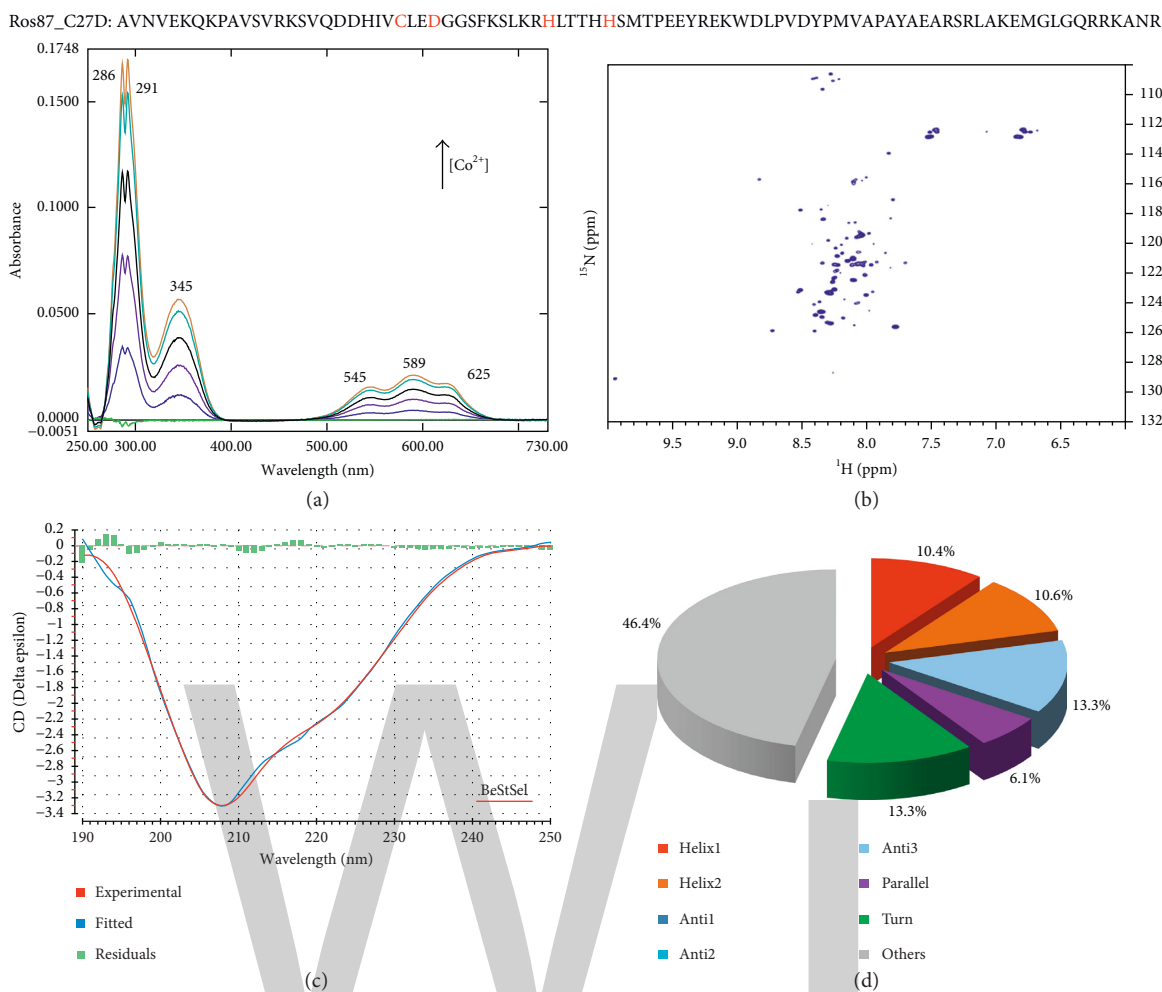 Ros87_C27D: AVNVEKQKPAVSVRKSVQDDHIVCLEDGGSFKSLKRHLTTHHSMTPEEYREKWDLPVDYPMVAPAYAEARSRLAKEMGLGQRRKANR
0.1748
0.1500
0.1000
0.0500
0.0000
−0.0051
Absorbance
286
291
345
545
589
625
[Co2+]
250.00
300.00
400.00
500.00
600.00
730.00
Wavelength (nm)
(a)
110
112
114
116
118
120
122
124
126
130
132
15N (ppm)
9.5
9.0
8.5
8.0
7.5
7.0
6.5
1H (ppm)
(b)
0.2
0
−0.2
−0.4
−0.6
−0.8
−1
−1.2
−1.4
−1.6
−1.8
−2
−2.2
−2.4
−2.6
−2.8
−3
−3.2
−3.4
CD (Delta epsilon)
BeStSel
190
200
210
220
230
240
250
Wavelength (nm)
Experimental
Fitted
Residuals
(c)
10.4%
10.6%
13.3%
6.1%
13.3%
46.4%
Helix1
Helix2
Anti1
Anti2
Anti3
Parallel
Turn
Others
(d)